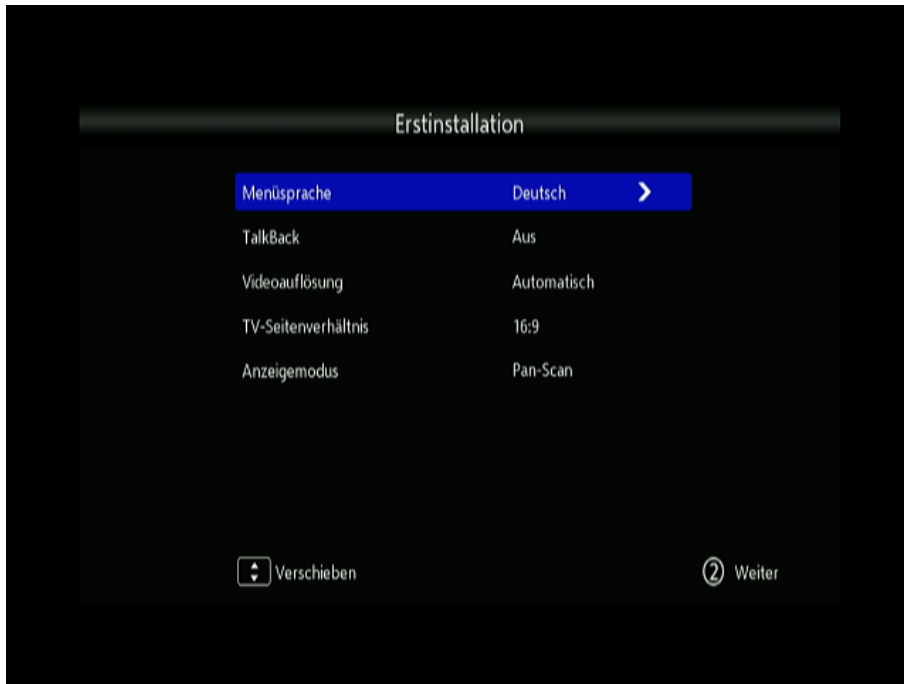 Erstinstallation
Menüsprache Deutsch
TalkBack Aus
Videoauflösung Automatisch
TV-Seitenverhältnis 16:9
Anzeigemodus Pan-Scan
Verschieben 2 Weiter